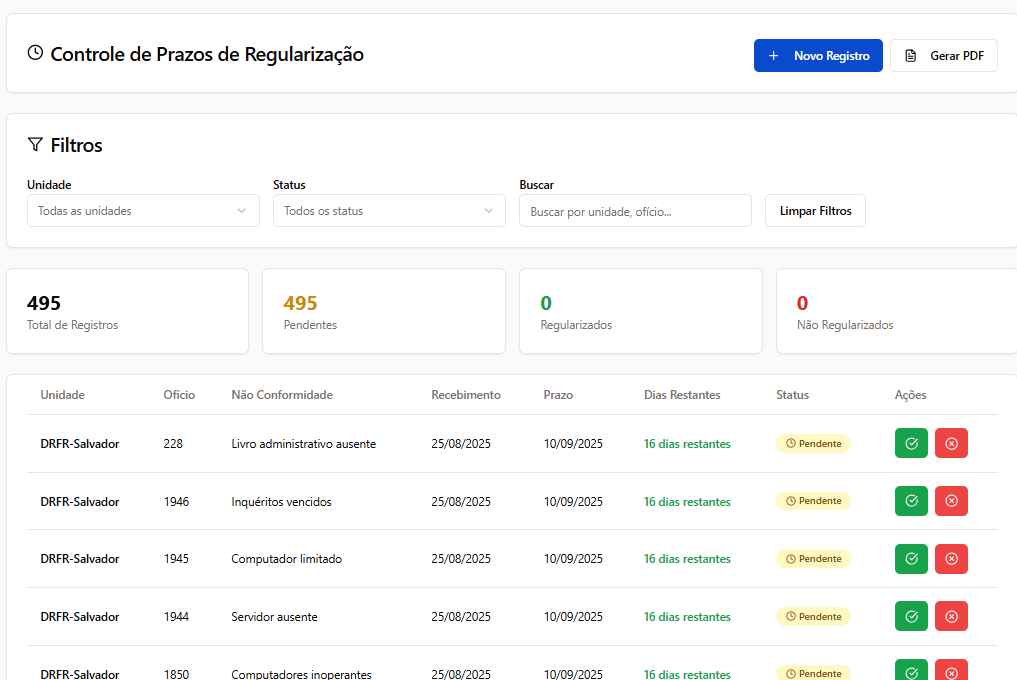 Controle de Prazos de Regularização
+ Novo Registro
Gerar PDF
Filtros
Unidade Status Buscar
Todas as unidades Todos os status Buscar por unidade, ofício... Limpar Filtros
495 495 0 0
Total de Registros Pendentes Regularizados Não Regularizados
Unidade Ofício Não Conformidade Recebimento Prazo Dias Restantes Status Ações
DRFR-Salvador 228 Livro administrativo ausente 25/08/2025 10/09/2025 16 dias restantes Pendente
DRFR-Salvador 1946 Inquéritos vencidos 25/08/2025 10/09/2025 16 dias restantes Pendente
DRFR-Salvador 1945 Computador limitado 25/08/2025 10/09/2025 16 dias restantes Pendente
DRFR-Salvador 1944 Servidor ausente 25/08/2025 10/09/2025 16 dias restantes Pendente
DRFR-Salvador 1850 Computadores inoperantes 25/08/2025 10/09/2025 16 dias restantes Pendente